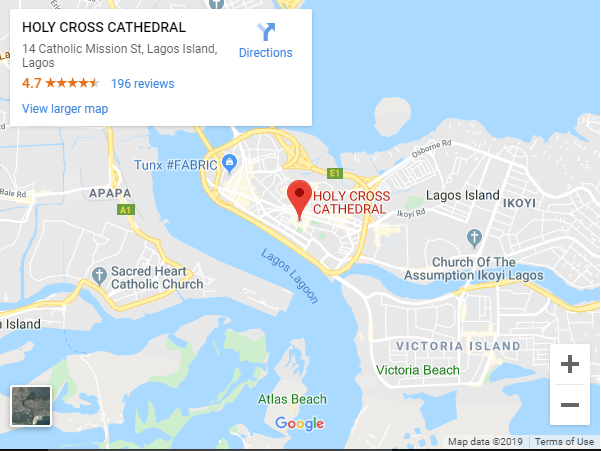 HOLY CROSS CATHEDRAL
14 Catholic Mission St, Lagos Island,
Lagos
4.7 196 reviews
View larger map
Directions
Tunx #FABRIC
E1
Osborne Rd
Bale Rd
APAPA
A1
HOLY CROSS
CATHEDRAL
Lagos Island
IKOYI
Ikoyi Rd
Sacred Heart
Catholic Church
Lagos Lagoon
Church Of The
Assumption Ikoyi Lagos
a Island
VICTORIA ISLAND
Victoria Beach
Atlas Beach
Google
Map data ©2019 Terms of Use